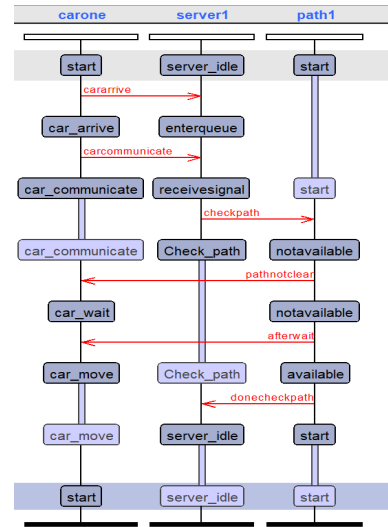 carone server1 path1
start server_idle start
cararrive
car_arrive enterqueue
carcommunicate
car_communicate receivesignal start
checkpath
car_communicate Check_path notavailable
pathnotclear
car_wait notavailable
afterwait
car_move Check_path available
donecheckpath
car_move server_idle start
start server_idle start